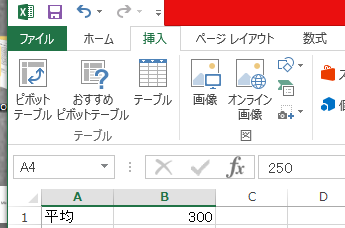 ファイル ホーム 挿入 ページ レイアウト 数式
ピボット
テーブル
おすすめ
ピボットテーブル
テーブル
画像
オンライン
画像
テーブル
図
A4
fx
250
A B C D
1 平均 300